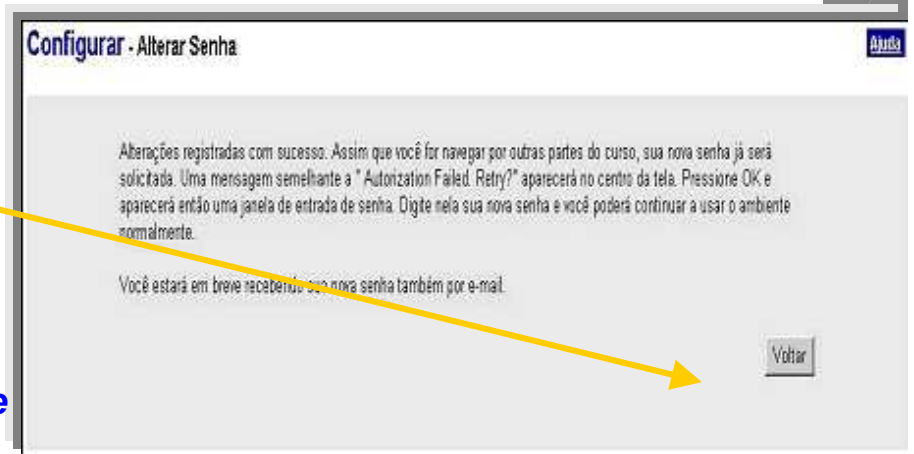 Configurar - Alterar Senha
Ajuda
Alterações registradas com sucesso. Assim que você for navegar por outras partes do curso, sua nova senha já será
solicitada. Uma mensagem semelhante a " Autorization Failed. Retry?" aparecerá no centro da tela. Pressione OK e
aparecerá então uma janela de entrada de senha. Digite nela sua nova senha e você poderá continuar a usar o ambiente
normalmente.
Você estará em breve recebendo sua nova senha também por e-mail.
Voltar
e